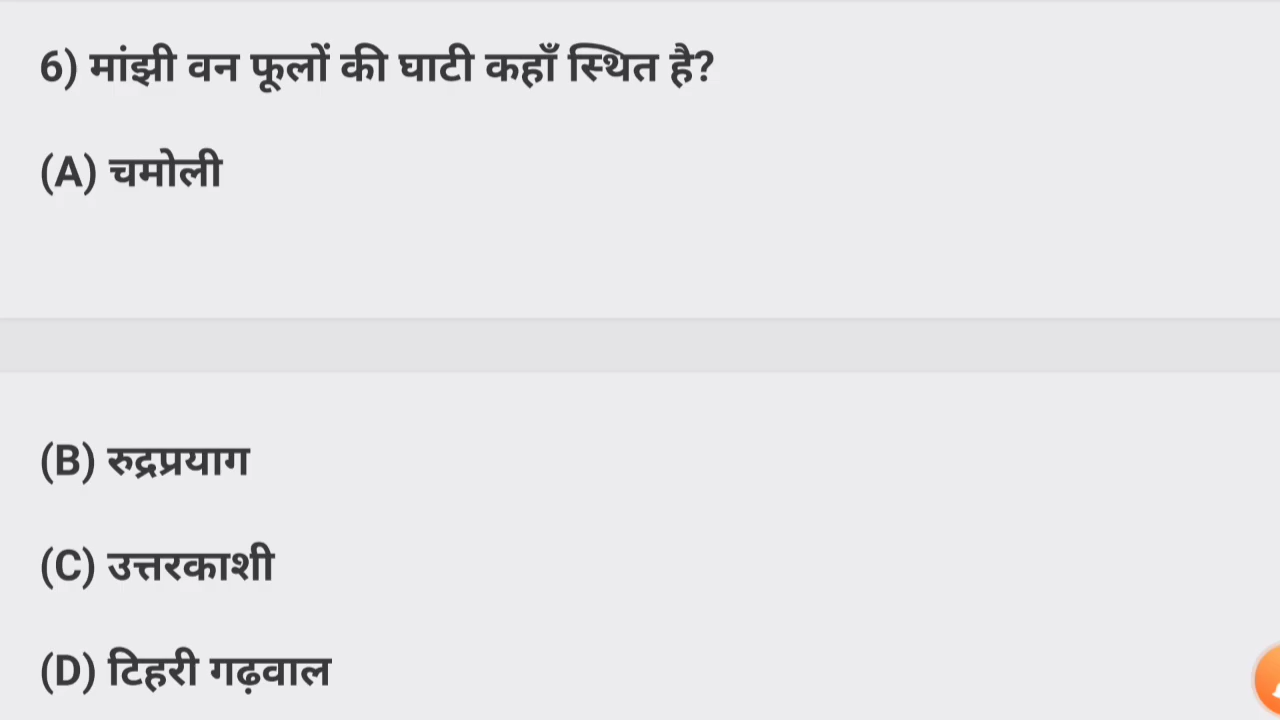 6) मांझी वन फूलों की घाटी कहाँ स्थित है?
(A) चमोली
(B) रुद्रप्रयाग
(C) उत्तरकाशी
(D) टिहरी गढ़वाल